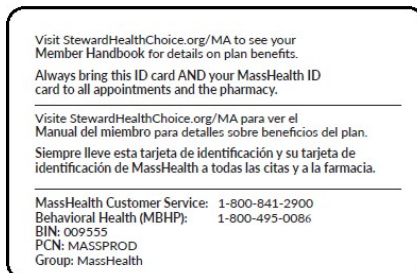 Visit StewardHealthChoice.org/MA to see your
Member Handbook for details on plan benefits.
Always bring this ID card AND your MassHealth ID
card to all appointments and the pharmacy.
Visite StewardHealthChoice.org/MA para ver el
Manual del miembro para detalles sobre beneficios del plan.
Siempre lleve esta tarjeta de identificación y su tarjeta de
identificación de MassHealth a todas las citas y a la farmacia.
MassHealth Customer Service: 1-800-841-2900
Behavioral Health (MBHP): 1-800-495-0086
BIN: 009555
PCN: MASSPROD
Group: MassHealth